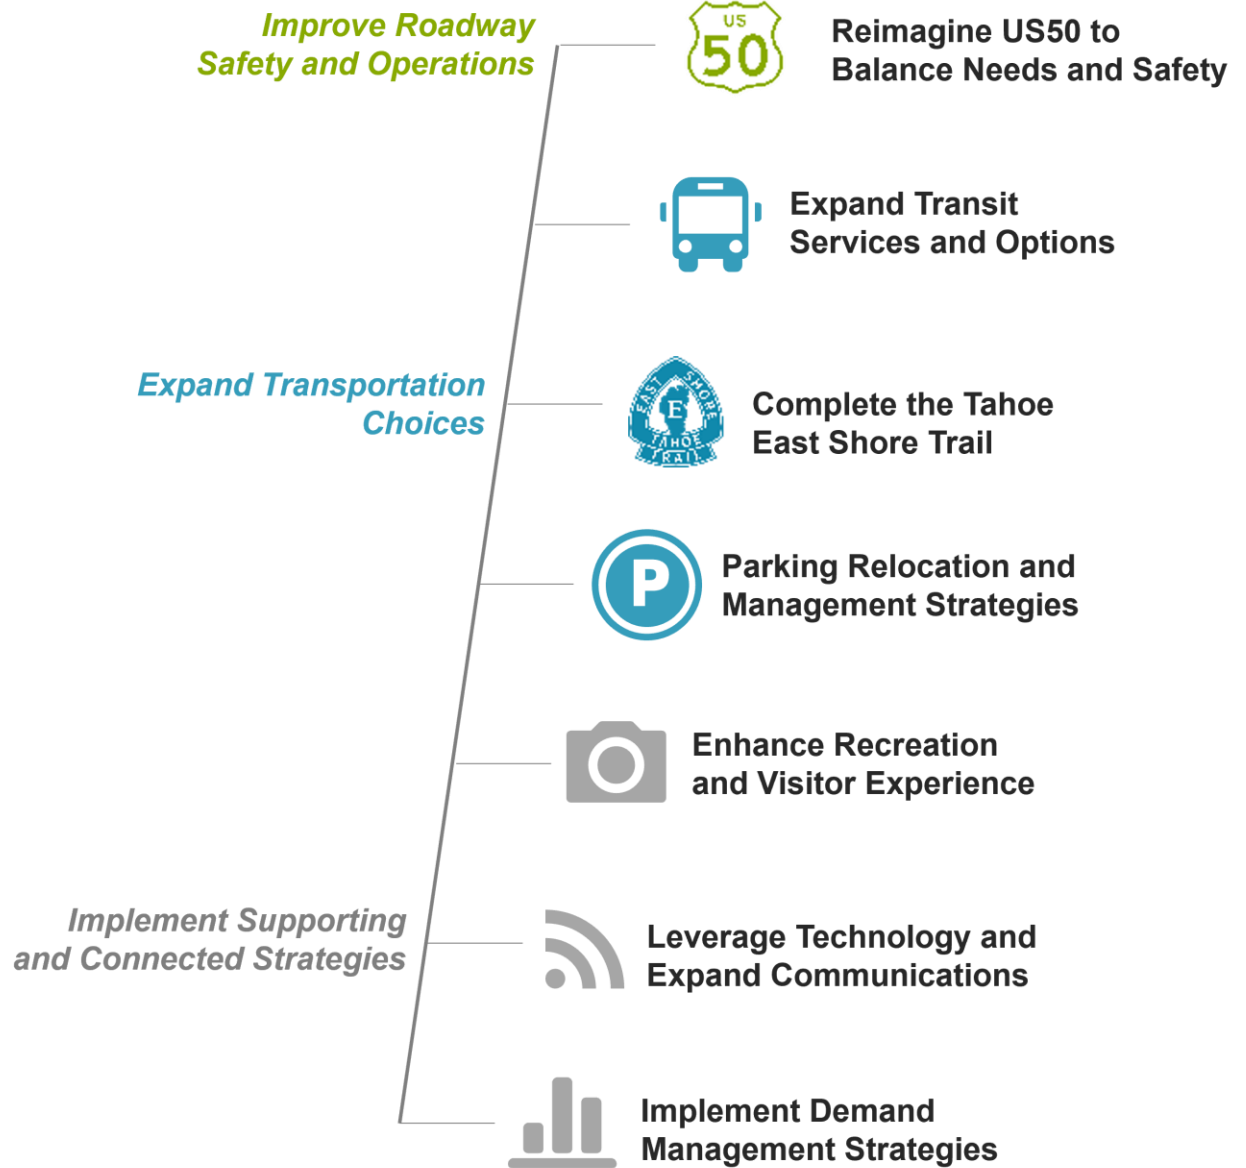 Improve Roadway
Safety and Operations
US
50
Reimagine US50 to
Balance Needs and Safety
Expand Transit
Services and Options
Expand Transportation
Choices
EAST SHORE
E
TAHOE
TRAIL
Complete the Tahoe
East Shore Trail
P
Parking Relocation and
Management Strategies
Enhance Recreation
and Visitor Experience
Implement Supporting
and Connected Strategies
Leverage Technology and
Expand Communications
Implement Demand
Management Strategies